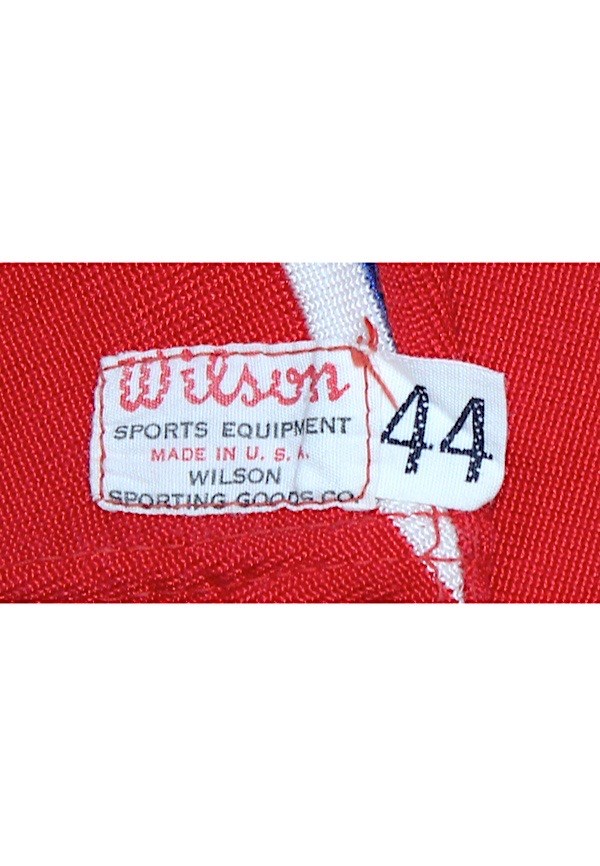 Wilson
SPORTS EQUIPMENT
MADE IN U. S. A.
WILSON
SPORTING GOODS CO.
44